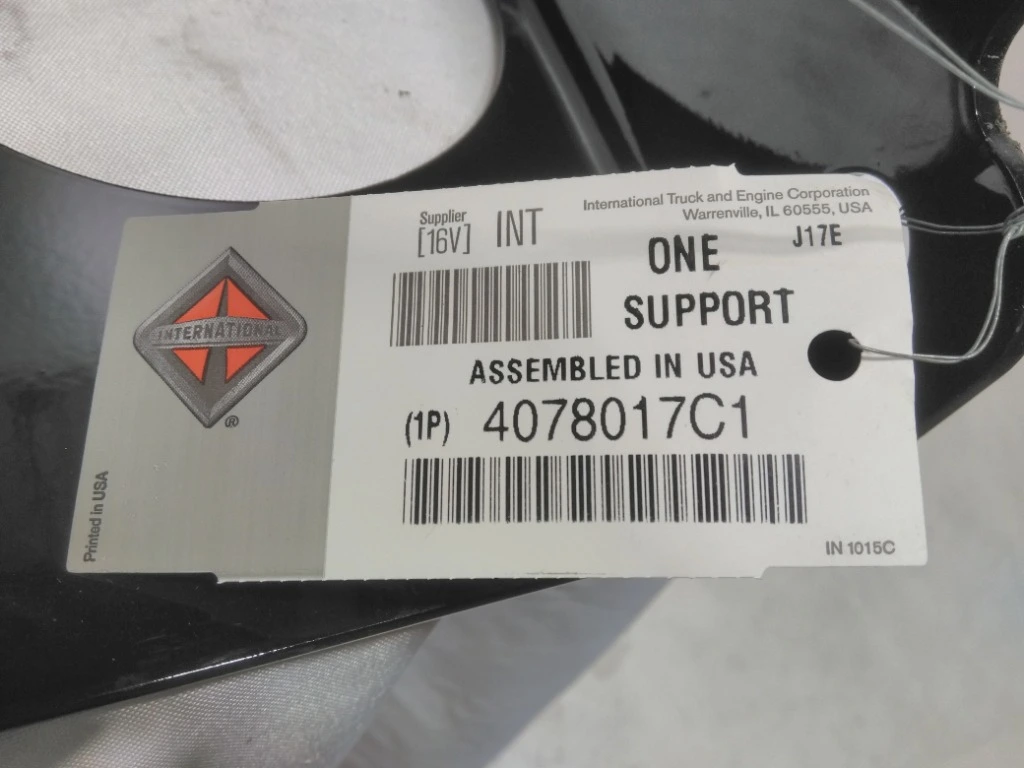 International Truck and Engine Corporation
Warrenville, IL 60555, USA
Supplier
[16V] INT
J17E
ONE
SUPPORT
INTERNATIONAL
®
ASSEMBLED IN USA
(1P) 4078017C1
Printed in USA
IN 1015C